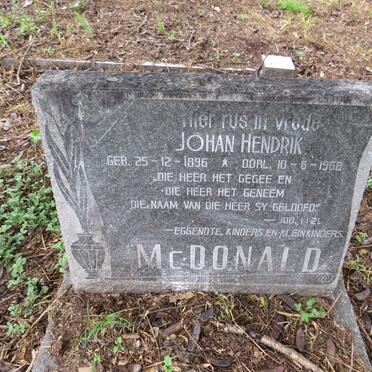 Hier rus in vrede
JOHAN HENDRIK
GEB. 25-12-1896 ★ OORL. 10-6-1968
„DIE HEER HET GEGEE EN
DIE HEER HET GENEEM
DIE NAAM VAN DIE HEER SY GELOOFD."
—JOB. 1:21.
—EGGENOTE, KINDERS EN KLEINKINDERS.
McDONALD